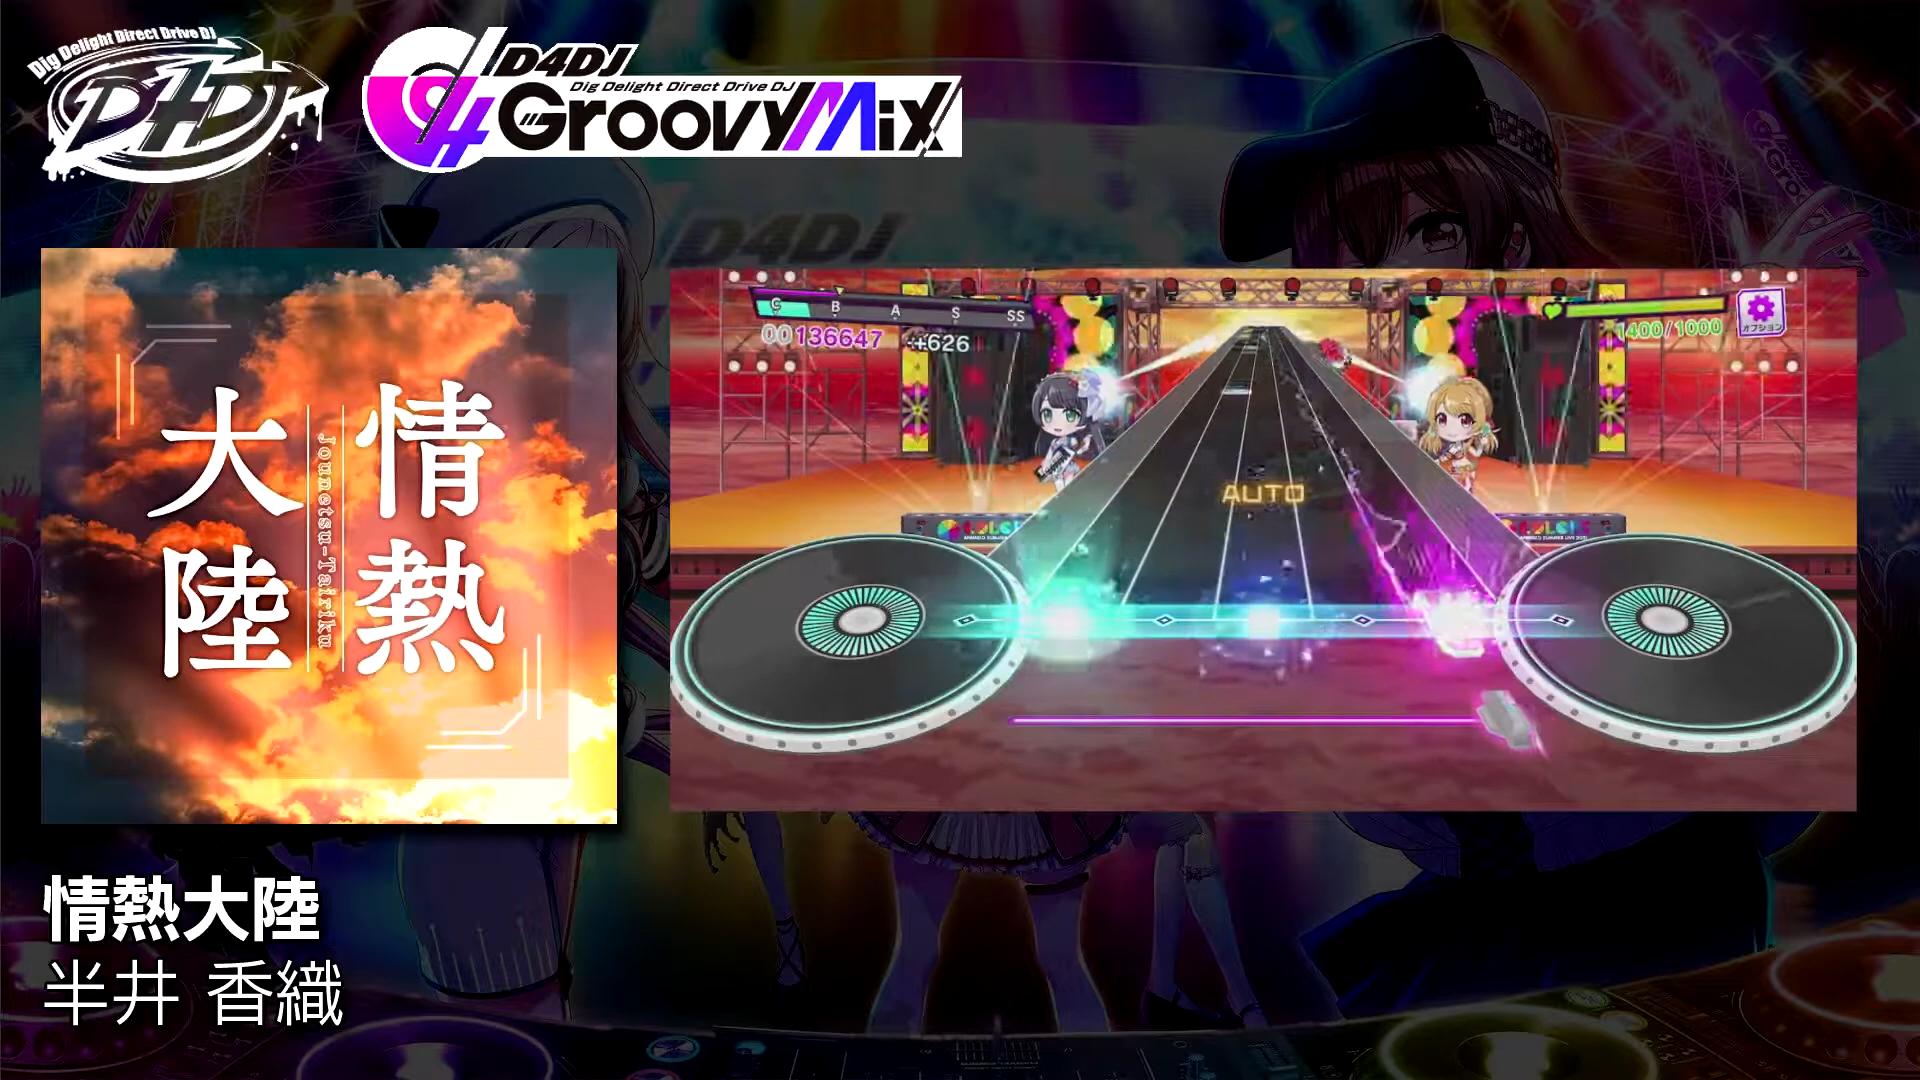 Dig Delight Direct Drive DJ
D4DJ
D4DJ
Dig Delight Direct Drive DJ
GroovyMix
D4DJ
情熱
大陸
Jounetsu-Tairiku
C B A S SS
00136647 +626
1400/1000
オプション
AUTO
情熱大陸
半井 香織